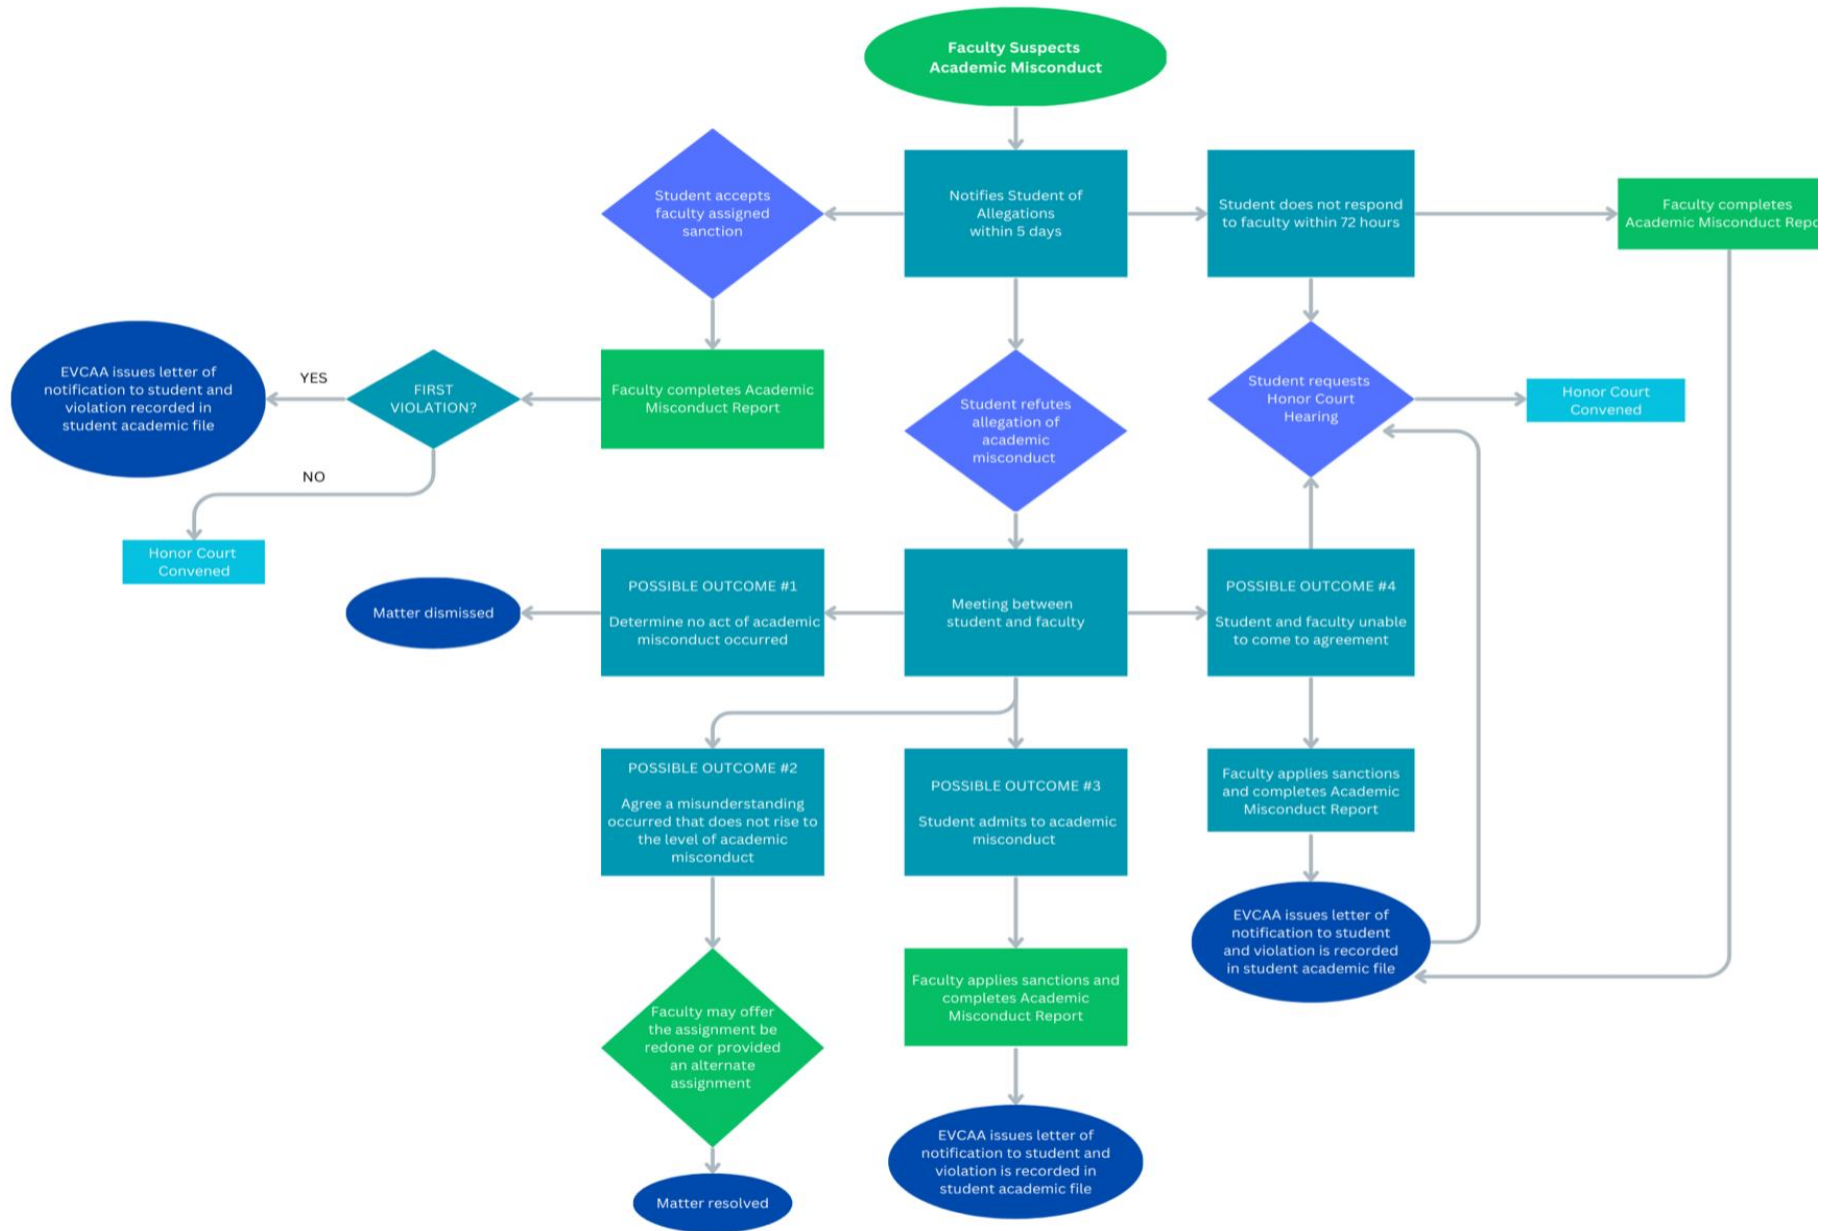 Faculty Suspects
Academic Misconduct
Student accepts
faculty assigned
sanction
Notifies Student of
Allegations
within 5 days
Student does not respond
to faculty within 72 hours
Faculty completes
Academic Misconduct Repo
EVCAA issues letter of
notification to student and
violation recorded in
student academic file
YES
FIRST
VIOLATION?
Faculty completes Academic
Misconduct Report
Student refutes
allegation of
academic
misconduct
Student requests
Honor Court
Hearing
Honor Court
Convened
NO
Honor Court
Convened
Matter dismissed
POSSIBLE OUTCOME #1
Determine no act of academic
misconduct occurred
Meeting between
student and faculty
POSSIBLE OUTCOME #4
Student and faculty unable
to come to agreement
POSSIBLE OUTCOME #2
Agree a misunderstanding
occurred that does not rise to
the level of academic
misconduct
POSSIBLE OUTCOME #3
Student admits to academic
misconduct
Faculty applies sanctions
and completes Academic
Misconduct Report
EVCAA issues letter of
notification to student
and violation is recorded
in student academic file
Faculty may offer
the assignment be
redone or provided
an alternate
assignment
Faculty applies sanctions and
completes Academic
Misconduct Report
Matter resolved
EVCAA issues letter of
notification to student and
violation is recorded in
student academic file